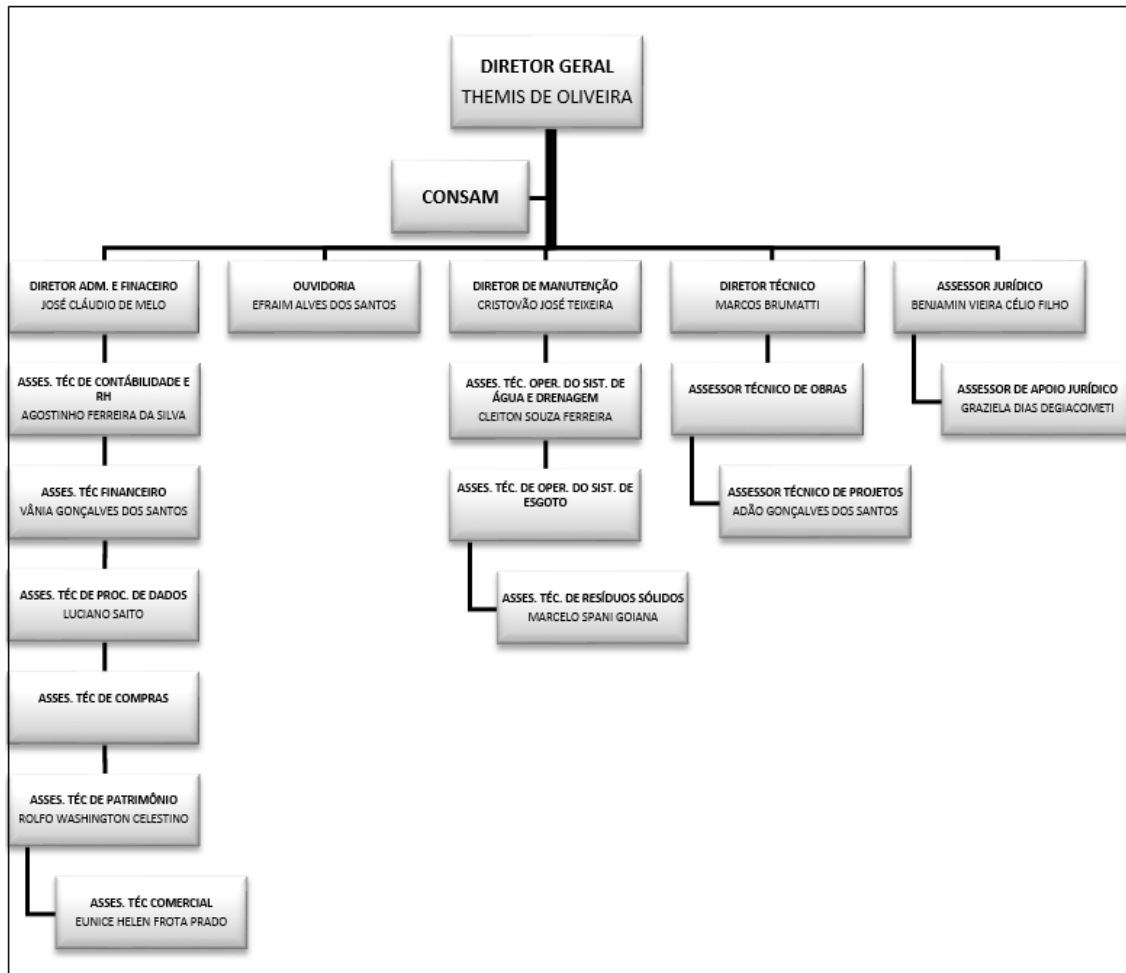 DIRETOR GERAL
THEMIS DE OLIVEIRA
CONSAM
DIRETOR ADM. E FINACEIRO
JOSÉ CLÁUDIO DE MELO
OUVIDORIA
EFRAIM ALVES DOS SANTOS
DIRETOR DE MANUTENÇÃO
CRISTOVÃO JOSÉ TEIXEIRA
DIRETOR TÉCNICO
MARCOS BRUMATTI
ASSESSOR JURÍDICO
BENJAMIN VIEIRA CÉLIO FILHO
ASSES. TÉC DE CONTÁBILIDADE E
RH
AGOSTINHO FERREIRA DA SILVA
ASSES. TÉC. OPER. DO SIST. DE
ÁGUA E DRENAGEM
CLEITON SOUZA FERREIRA
ASSESSOR TÉCNICO DE OBRAS
ASSESSOR DE APOIO JURÍDICO
GRAZIELA DIAS DEGIACOMETI
ASSES. TÉC FINANCEIRO
VÂNIA GONÇALVES DOS SANTOS
ASSES. TÉC. DE OPER. DO SIST. DE
ESGOTO
ASSESSOR TÉCNICO DE PROJETOS
ADÃO GONÇALVES DOS SANTOS
ASSES. TÉC DE PROC. DE DADOS
LUCIANO SAITO
ASSES. TÉC. DE RESÍDUOS SÓLIDOS
MARCELO SPANI GOIANA
ASSES. TÉC DE COMPRAS
ASSES. TÉC DE PATRIMÔNIO
ROLFO WASHINGTON CELESTINO
ASSES. TÉC COMERCIAL
EUNICE HELEN FROTA PRADO